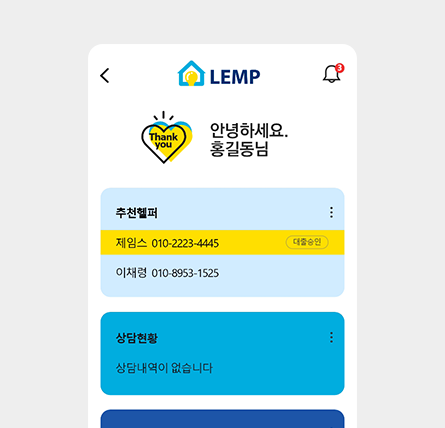 LEMP
3
Thank
you
안녕하세요.
홍길동님
추천헬퍼
제임스 010-2223-4445 대출승인
이채령 010-8953-1525
상담현황
상담내역이 없습니다